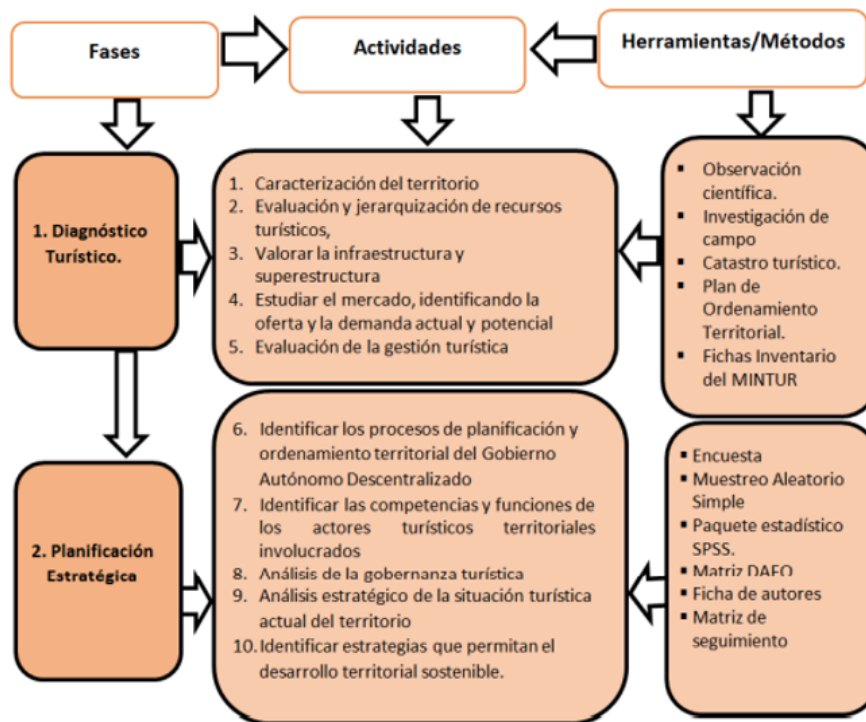 Fases
Actividades
Herramientas/Métodos
1. Diagnóstico
Turístico.
1. Caracterización del territorio
2. Evaluación y jerarquización de recursos
turísticos,
3. Valorar la infraestructura y
superestructura
4. Estudiar el mercado, identificando la
oferta y la demanda actual y potencial
5. Evaluación de la gestión turística
▪ Observación
científica.
▪ Investigación de
campo
▪ Catastro turístico.
▪ Plan de
Ordenamiento
Territorial.
▪ Fichas Inventario
del MINTUR
2. Planificación
Estratégica
6. Identificar los procesos de planificación y
ordenamiento territorial del Gobierno
Autónomo Descentralizado
7. Identificar las competencias y funciones de
los actores turísticos territoriales
involucrados
8. Análisis de la gobernanza turística
9. Análisis estratégico de la situación turística
actual del territorio
10. Identificar estrategias que permitan el
desarrollo territorial sostenible.
▪ Encuesta
▪ Muestreo Aleatorio
Simple
▪ Paquete estadístico
SPSS.
▪ Matriz DAFO
▪ Ficha de autores
▪ Matriz de
seguimiento